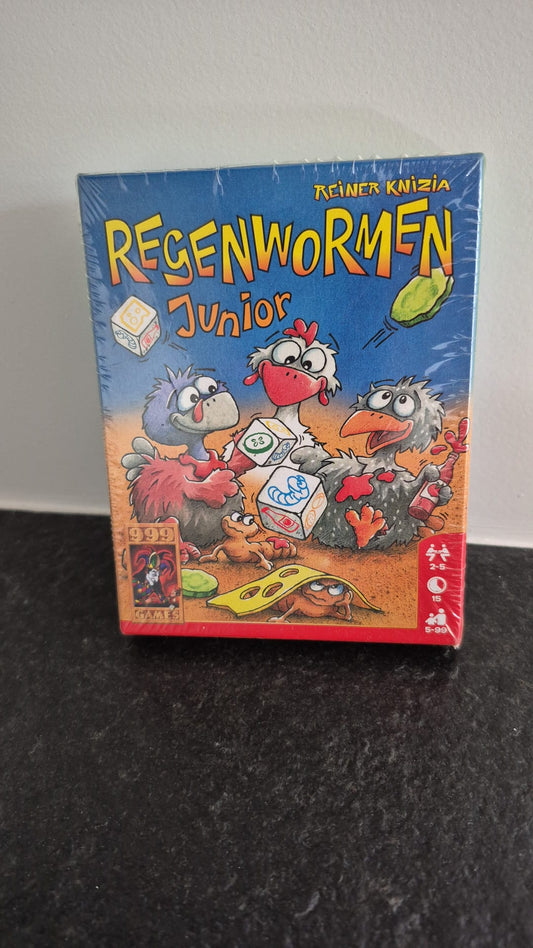 REINER KNIZIA
REGENWORMEN
Junior
999
GAMES
2-5
15
5-99